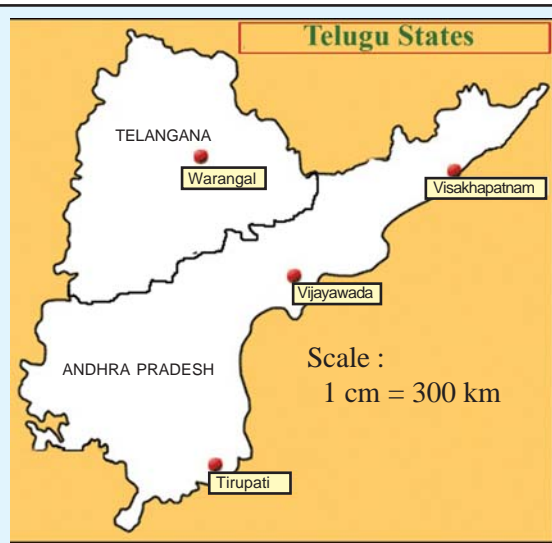 Telugu States
TELANGANA
Warangal
Visakhapatnam
Vijayawada
ANDHRA PRADESH
Scale :
1 cm = 300 km
Tirupati